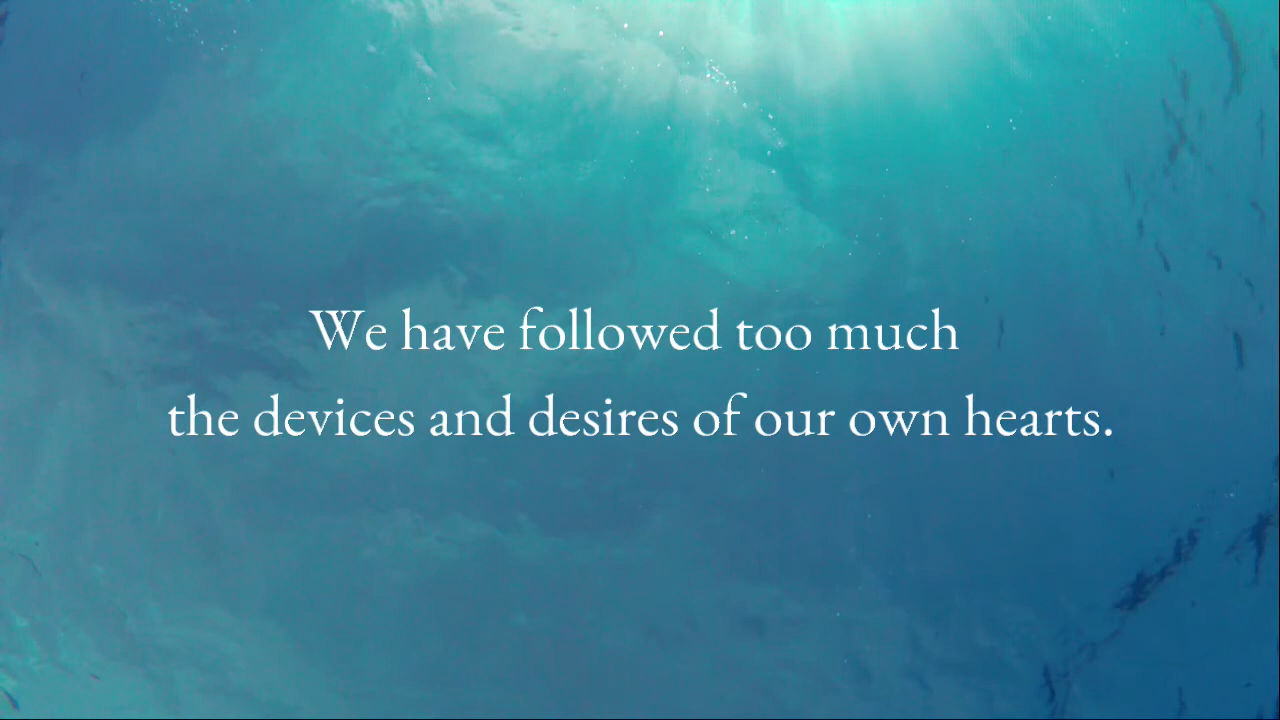 We have followed too much
the devices and desires of our own hearts.